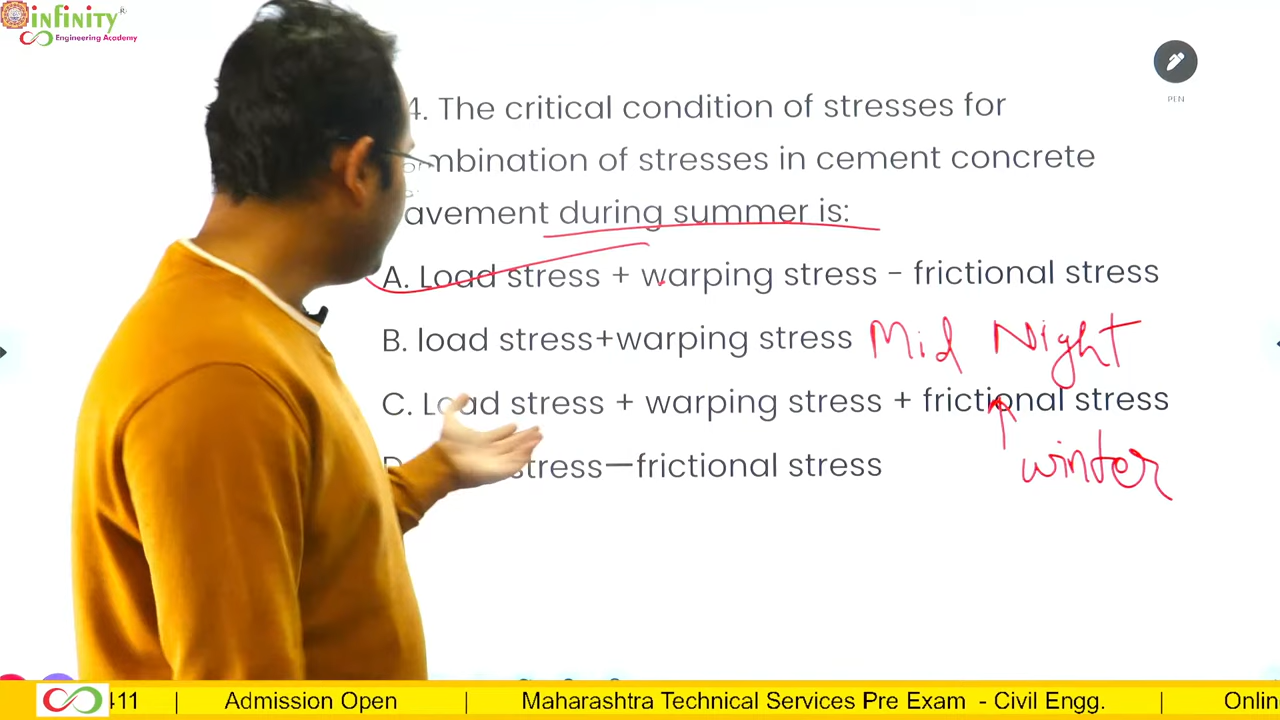 infinity
Engineering Academy
PEN
4. The critical condition of stresses for
mbination of stresses in cement concrete
avement during summer is:
A. Load stress + warping stress - frictional stress
B. load stress+warping stress Mid Night
C. Load stress + warping stress + frictional stress
stress—frictional stress
winter
411 | Admission Open | Maharashtra Technical Services Pre Exam - Civil Engg. | Onlin